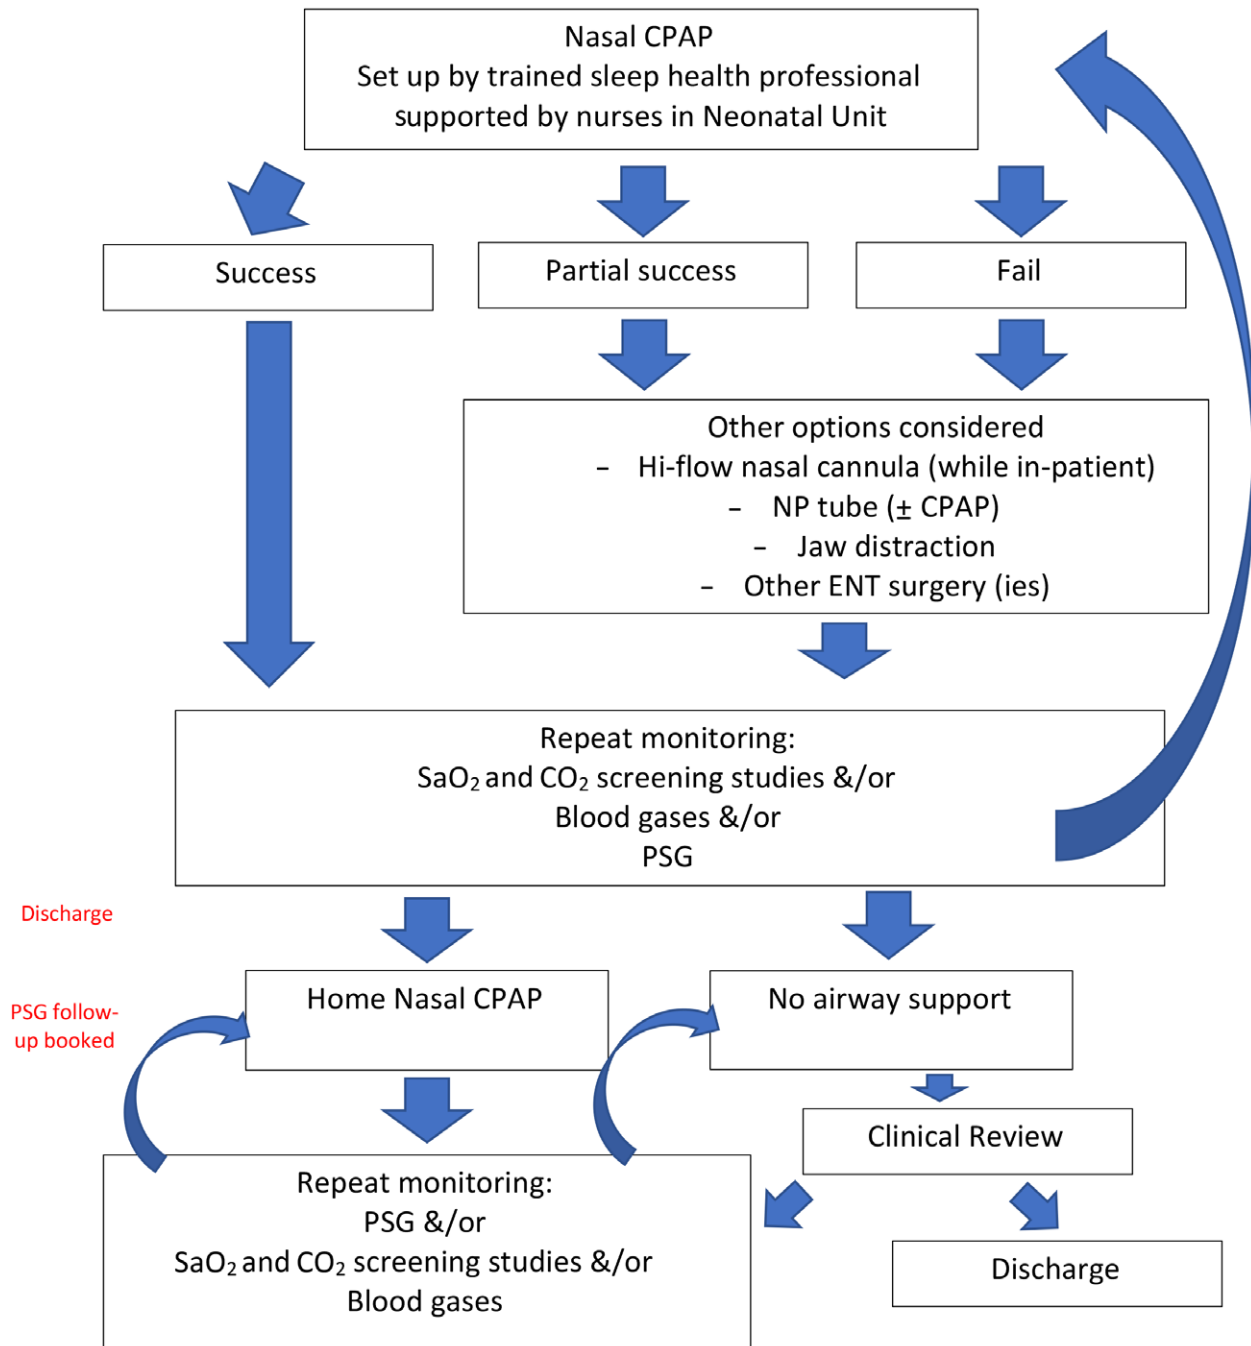 Nasal CPAP
Set up by trained sleep health professional
supported by nurses in Neonatal Unit
Success
Partial success
Fail
Other options considered
– Hi-flow nasal cannula (while in-patient)
– NP tube (± CPAP)
– Jaw distraction
– Other ENT surgery (ies)
Repeat monitoring:
SaO₂ and CO₂ screening studies &/or
Blood gases &/or
PSG
Discharge
Home Nasal CPAP
No airway support
PSG follow-
up booked
Clinical Review
Repeat monitoring:
PSG &/or
SaO₂ and CO₂ screening studies &/or
Blood gases
Discharge